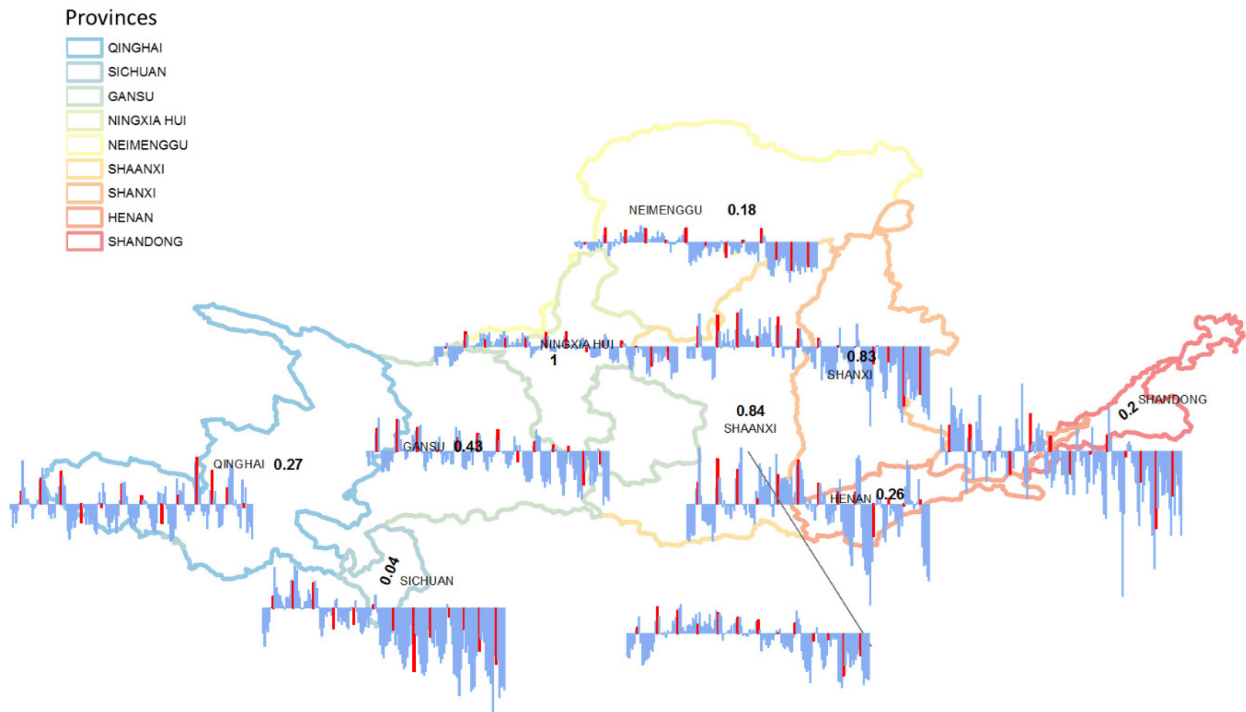 Provinces
QINGHAI
SICHUAN
GANSU
NINGXIA HUI
NEIMENGGU
SHAANXI
SHANXI
HENAN
SHANDONG
NEIMENGGU 0.18
NINGXIA HUI
1
0.83
SHANXI
0.2 SHANDONG
0.84
SHAANXI
GANSU 0.43
QINGHAI 0.27
HENAN 0.26
0.04 SICHUAN